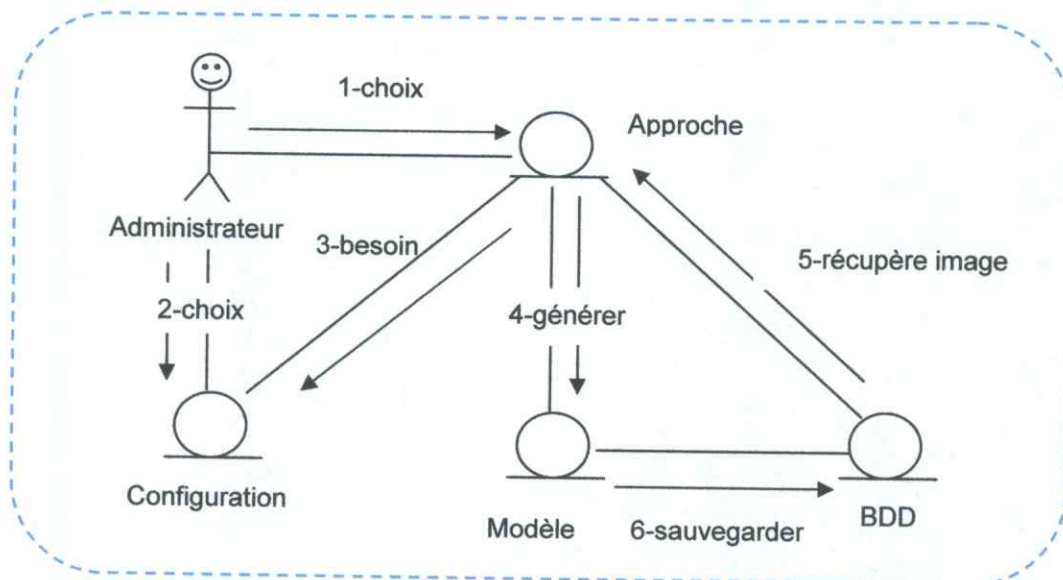 1-choix
Approche
Administrateur
3-besoin
5-récupère image
2-choix
4-générer
Configuration
Modèle
6-sauvegarder
BDD